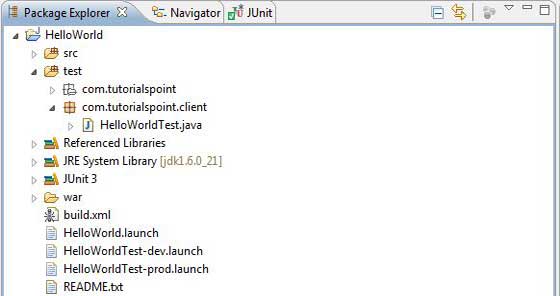 Package Explorer Navigator JUnit
HelloWorld
src
test
com.tutorialspoint
com.tutorialspoint.client
HelloWorldTest.java
Referenced Libraries
JRE System Library [jdk1.6.0_21]
JUnit 3
war
build.xml
HelloWorld.launch
HelloWorldTest-dev.launch
HelloWorldTest-prod.launch
README.txt